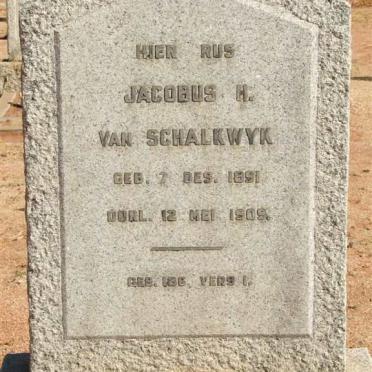 HIER RUS
JACOBUS H.
VAN SCHALKWYK
GEB. 7 DES. 1891
OORL. 12 MEI 1909.
GES. 186, VERS 1.